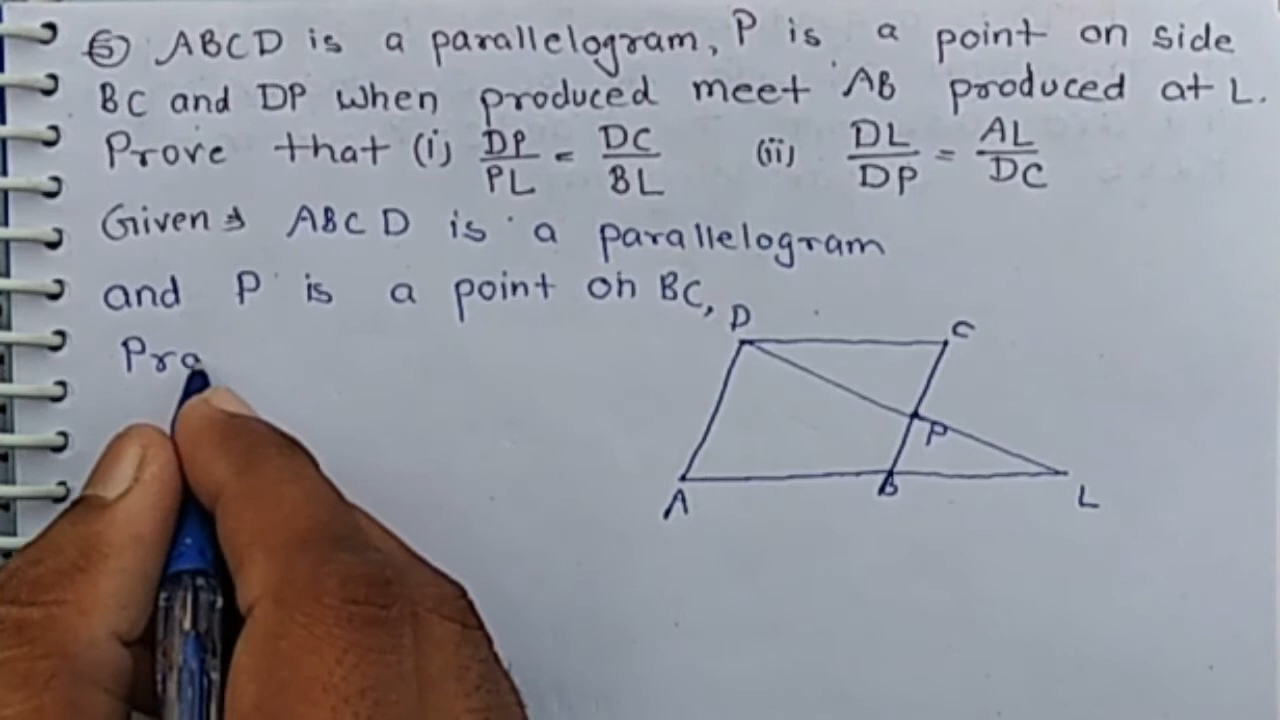 ⑤ ABCD is a parallelogram, P is a point on side
BC and DP when produced meet AB produced at L.
Prove that (i) DP/PL = DC/BL (ii) DL/DP = AL/DC
Given → ABCD is a parallelogram
and P is a point on BC,
Pro
D
C
P
A
B
L